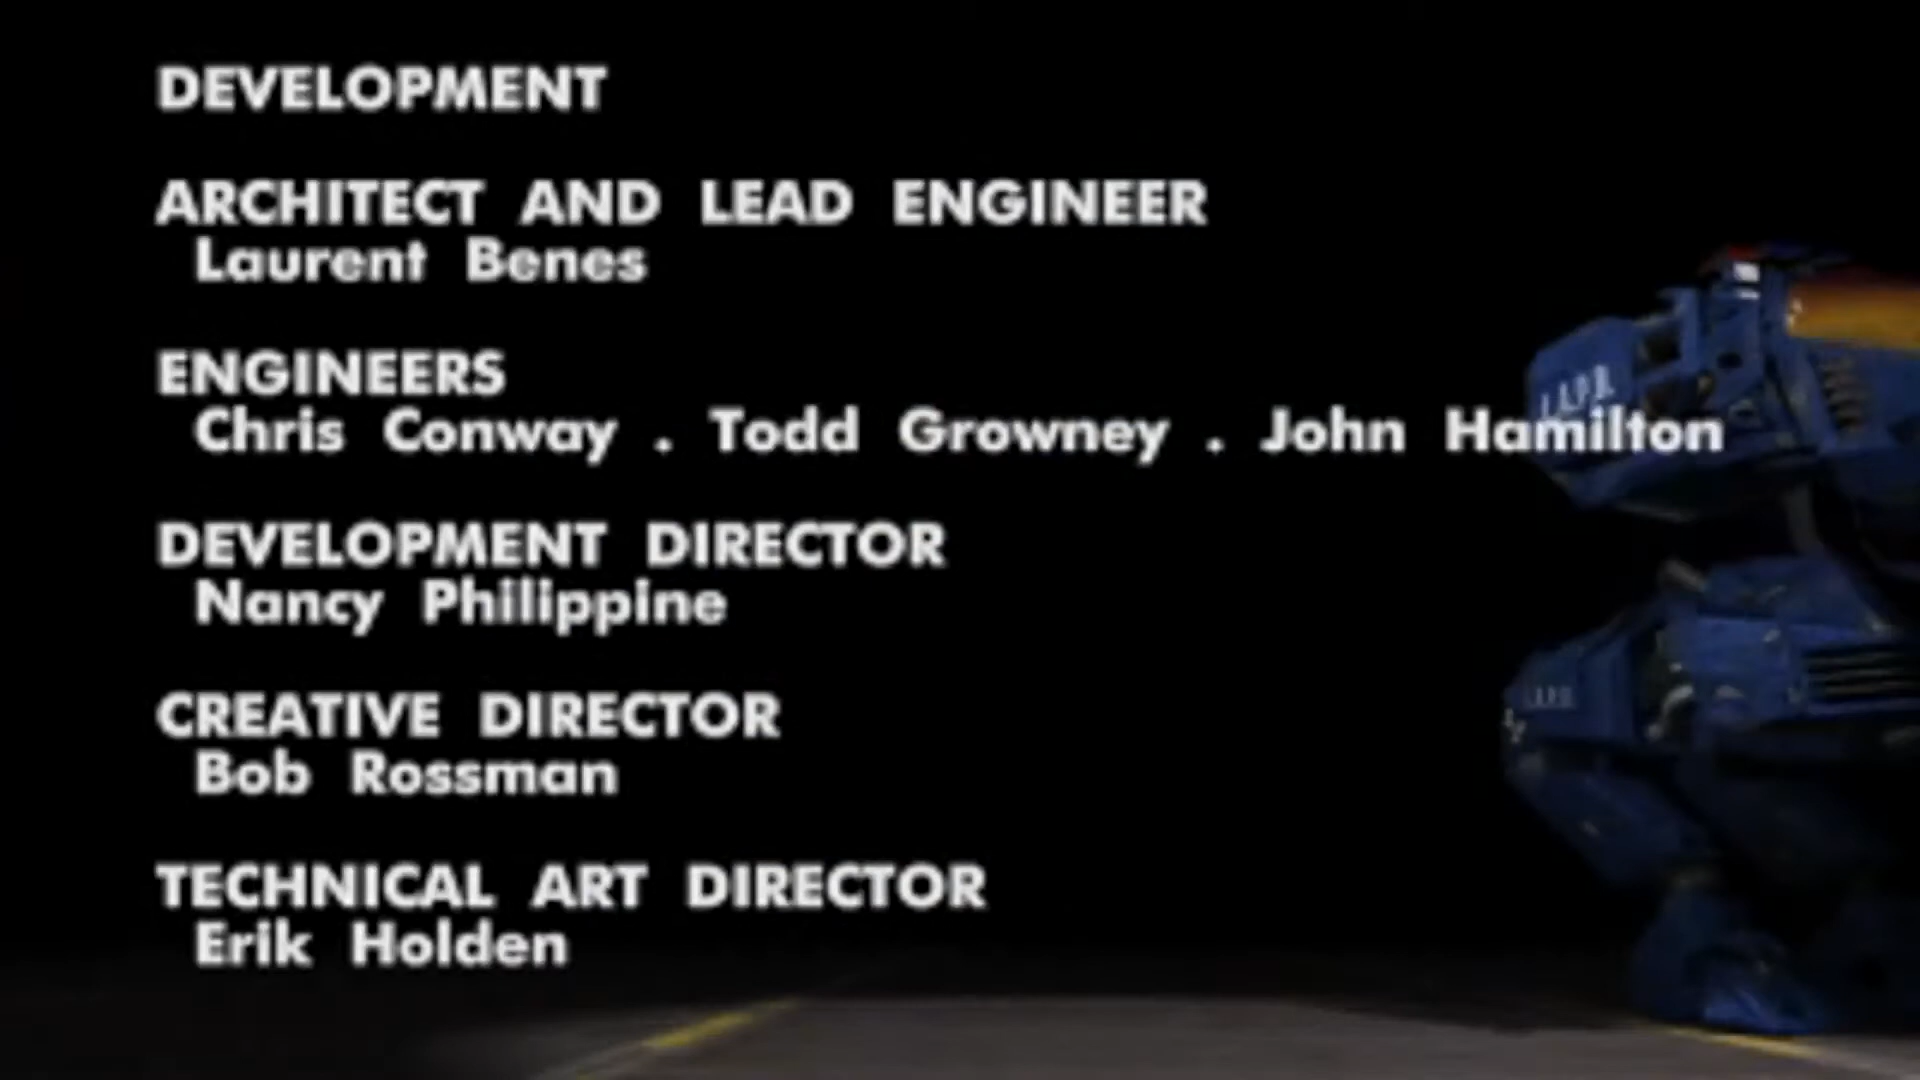 DEVELOPMENT
ARCHITECT AND LEAD ENGINEER
Laurent Benes
ENGINEERS
Chris Conway . Todd Growney . John Hamilton
DEVELOPMENT DIRECTOR
Nancy Philippine
CREATIVE DIRECTOR
Bob Rossman
TECHNICAL ART DIRECTOR
Erik Holden
L.A.P.D.
L.A.P.D.